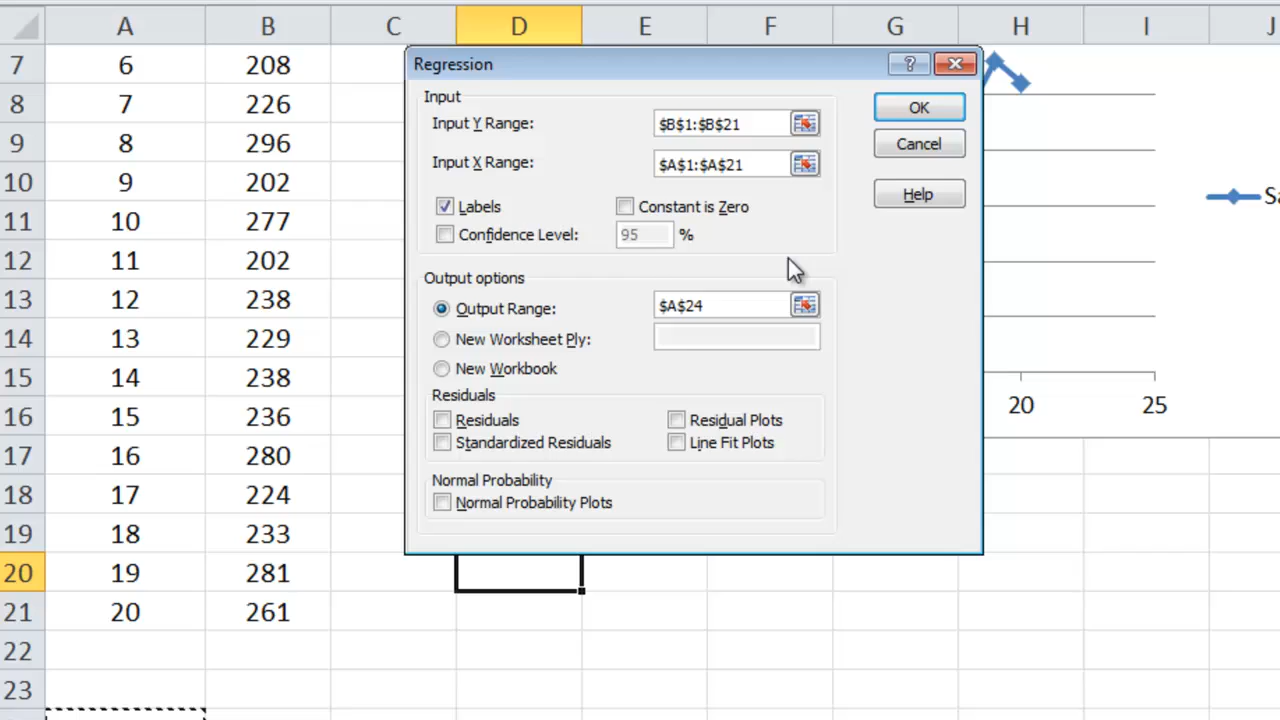 A B C D E F G H I J
7 6 208
8 7 226
9 8 296
10 9 202
11 10 277
12 11 202
13 12 238
14 13 229
15 14 238
16 15 236
17 16 280
18 17 224
19 18 233
20 19 281
21 20 261
22
23
Regression
?
Input
Input Y Range: $B$1:$B$21
Input X Range: $A$1:$A$21
Labels Constant is Zero
Confidence Level: 95 %
Output options
Output Range: $A$24
New Worksheet Ply:
New Workbook
Residuals
Residuals Residual Plots
Standardized Residuals Line Fit Plots
Normal Probability
Normal Probability Plots
OK
Cancel
Help
Sa
20 25